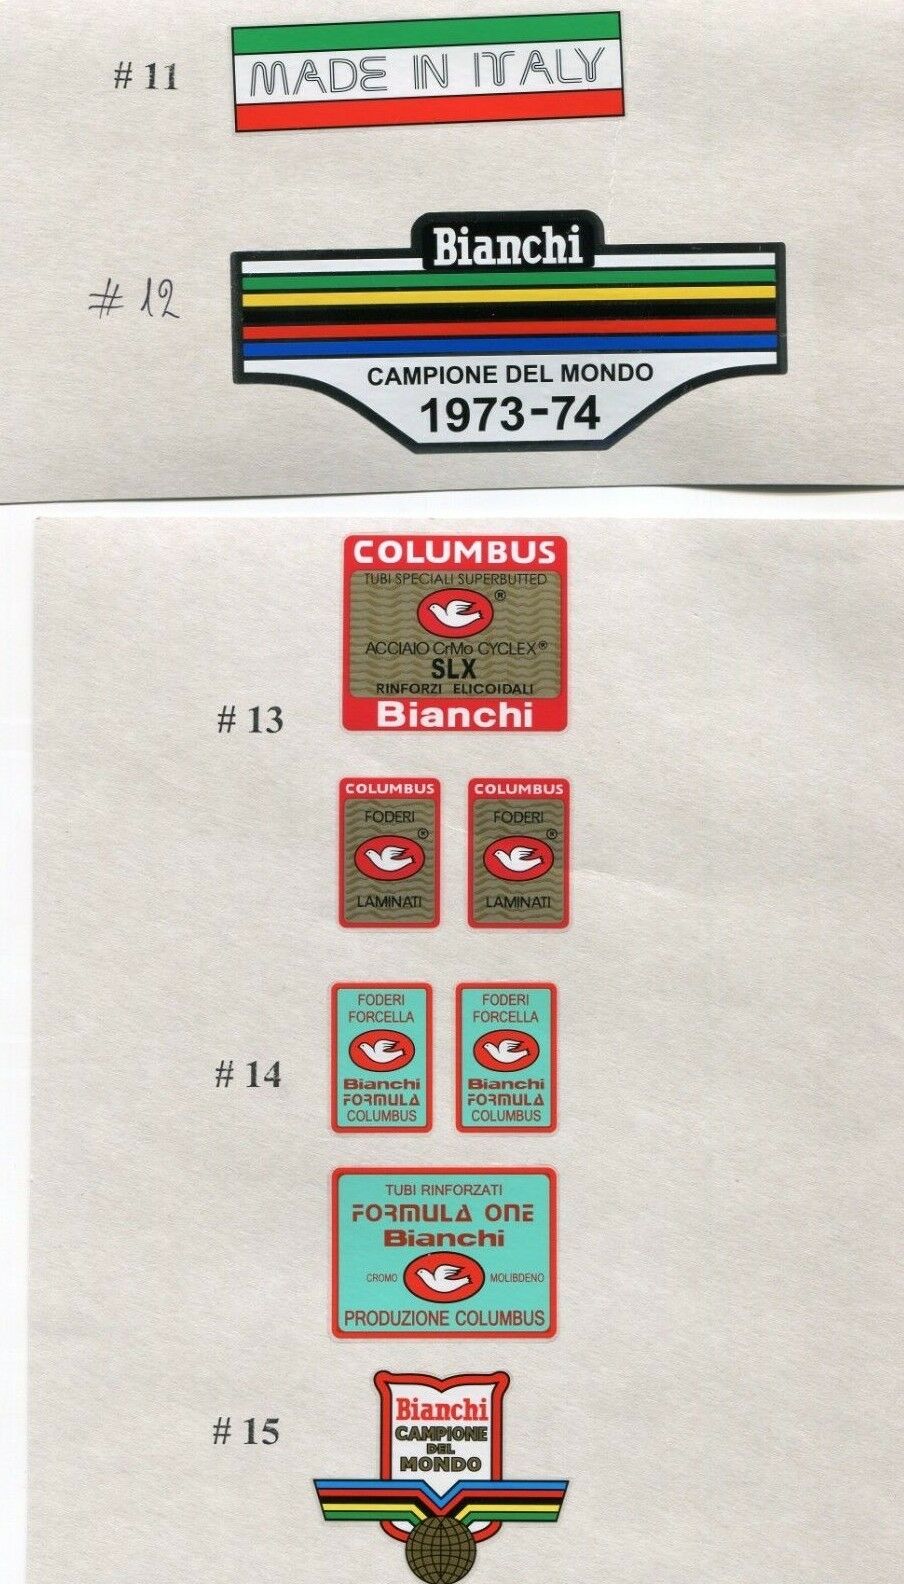 # 11
MADE IN ITALY
# 12
Bianchi
CAMPIONE DEL MONDO
1973-74
# 13
COLUMBUS
TUBI SPECIALI SUPERBUTTED
®
ACCIAIO CrMo CYCLEX®
SLX
RINFORZI ELICOIDALI
Bianchi
COLUMBUS
FODERI
®
LAMINATI
COLUMBUS
FODERI
®
LAMINATI
# 14
FODERI
FORCELLA
Bianchi
FORMULA
COLUMBUS
FODERI
FORCELLA
Bianchi
FORMULA
COLUMBUS
TUBI RINFORZATI
FORMULA ONE
Bianchi
CROMO MOLIBDENO
PRODUZIONE COLUMBUS
# 15
Bianchi
CAMPIONE
DEL
MONDO